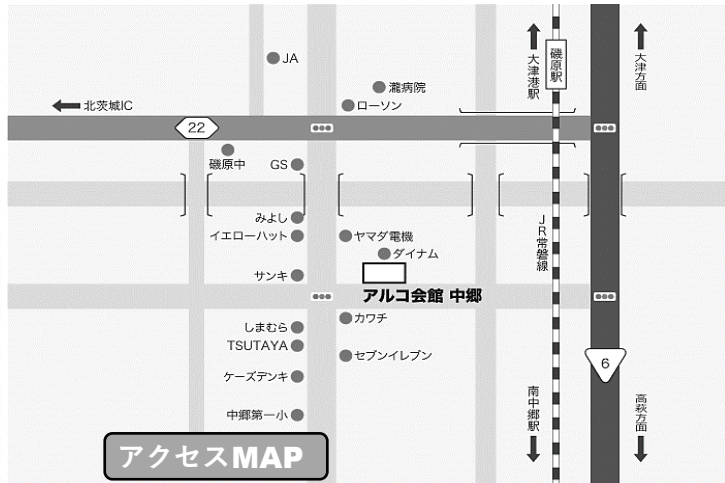 JA
瀧病院
ローソン
北茨城IC
22
磯原中
GS
大津港駅
磯原駅
大津方面
みよし
イエローハット
ヤマダ電機
ダイナム
サンキ
アルコ会館 中郷
JR常磐線
カワチ
しまむら
TSUTAYA
セブンイレブン
ケーズデンキ
6
中郷第一小
南中郷駅
高萩方面
アクセスMAP